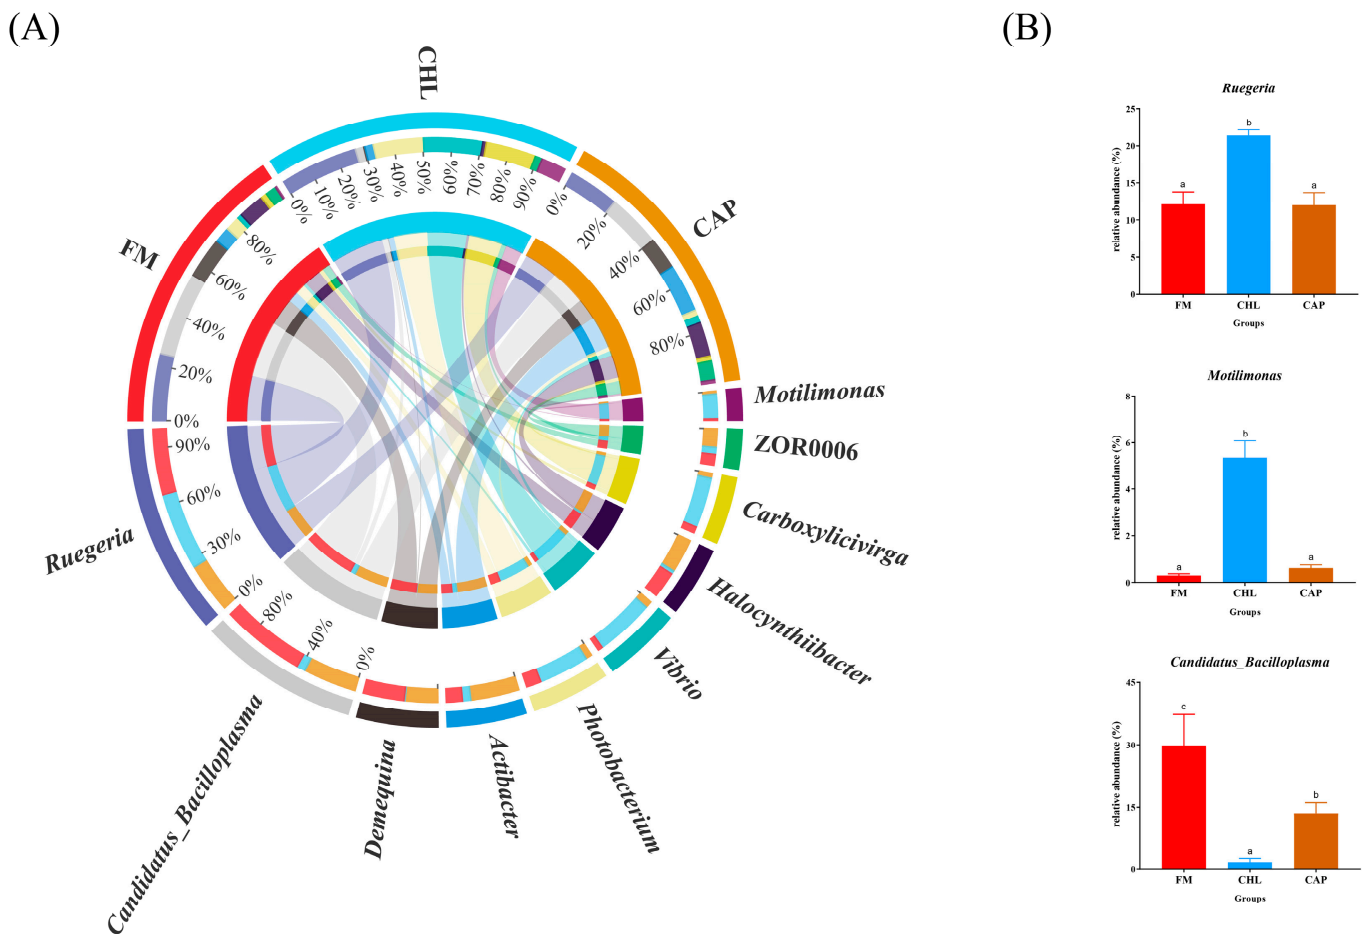 (A)
CHL
FM
CAP
0%
20%
40%
60%
80%
0%
10%
20%
30%
40%
50%
60%
70%
80%
90%
0%
20%
40%
60%
80%
Motilimonas
ZOR0006
Carboxylicivirga
Halocynthiibacter
Vibrio
Photobacterium
Actibacter
Demequina
Candidatus_Bacilloplasma
Ruegeria
90%
60%
30%
0%
80%
40%
0%
(B)
Ruegeria
relative abundance (%)
25
20
15
10
5
0
a
b
a
FM
CHL
CAP
Groups
Motilimonas
relative abundance (%)
8
6
4
2
0
a
b
a
FM
CHL
CAP
Groups
Candidatus_Bacilloplasma
relative abundance (%)
45
30
15
0
c
a
b
FM
CHL
CAP
Groups